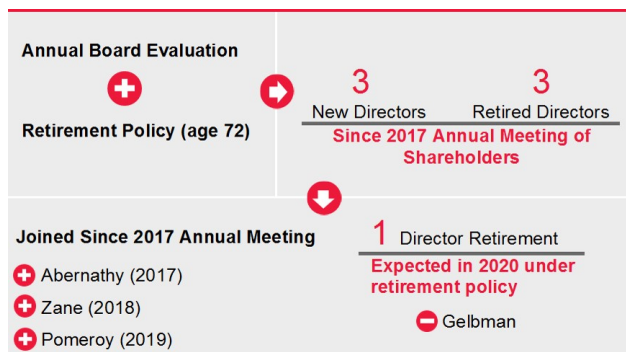 Annual Board Evaluation
Retirement Policy (age 72)
3
New Directors
3
Retired Directors
Since 2017 Annual Meeting of
Shareholders
Joined Since 2017 Annual Meeting
Abernathy (2017)
Zane (2018)
Pomeroy (2019)
1 Director Retirement
Expected in 2020 under
retirement policy
Gelbman